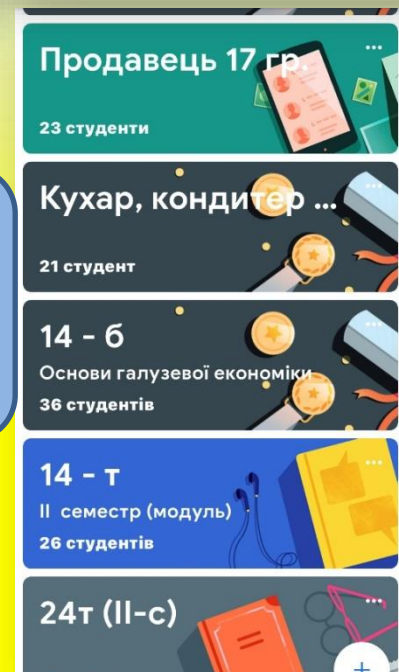 Продавець 17 гр.
23 студенти
Кухар, кондитер ...
21 студент
14 - б
Основи галузевої економіки
36 студентів
14 - т
ІІ семестр (модуль)
26 студентів
24т (ІІ-с)